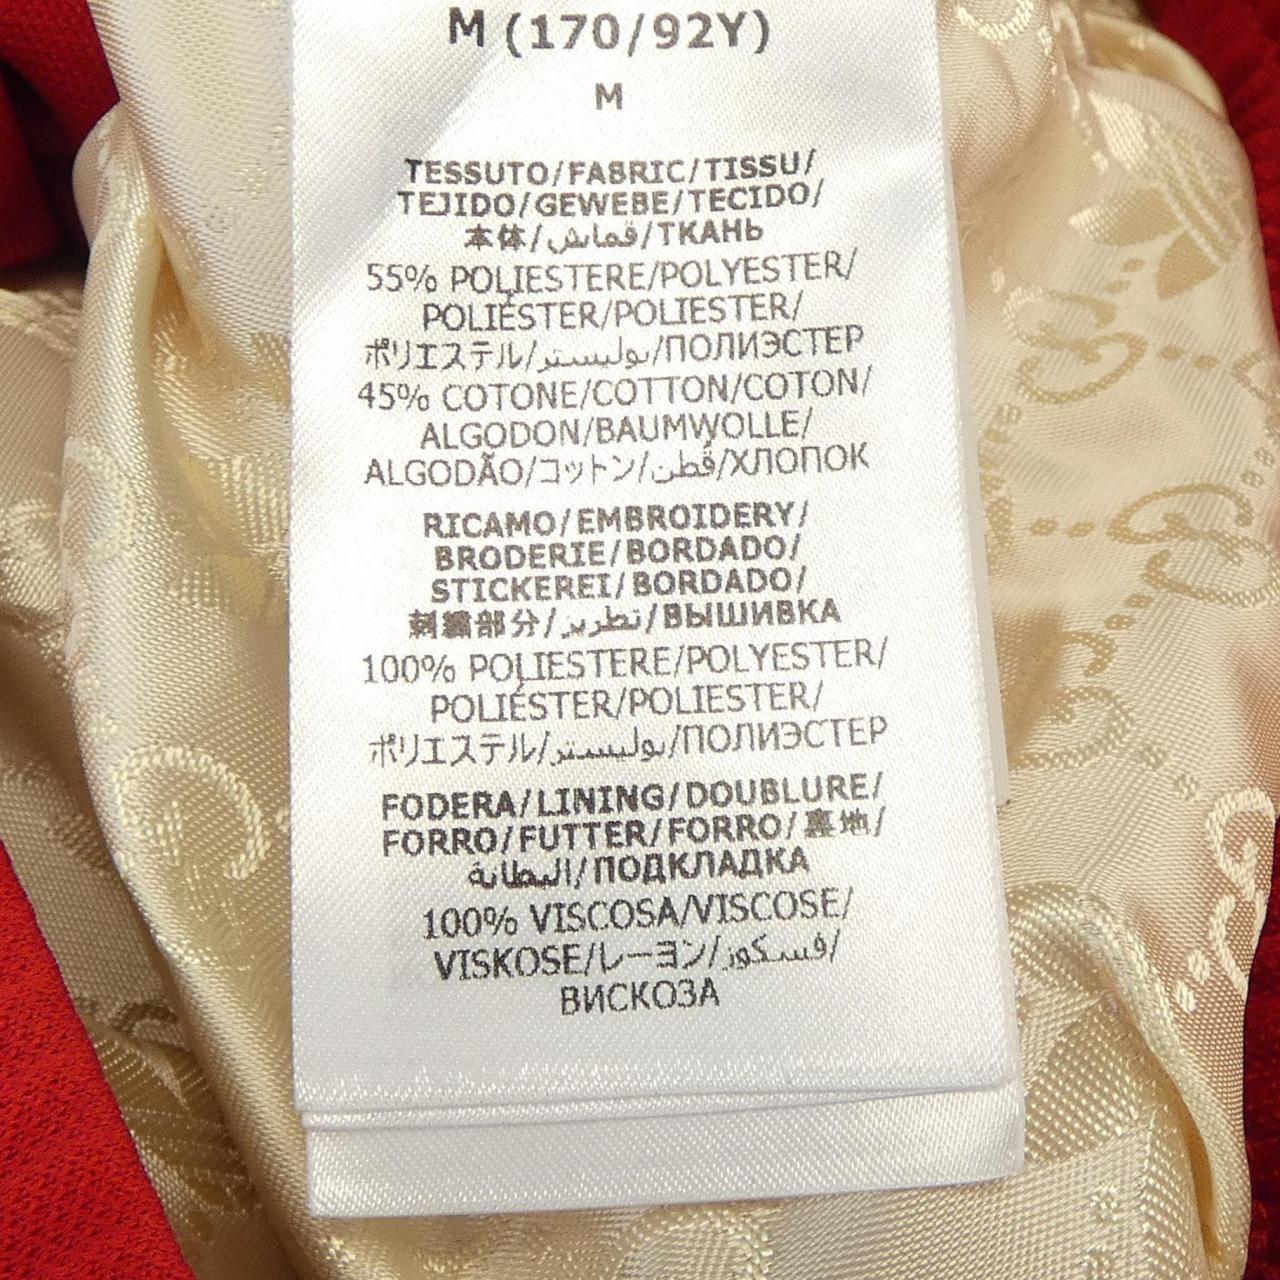 M (170/92Y)
M
TESSUTO/FABRIC/TISSU/
TEJIDO/GEWEBE/TECIDO/
本体/قماش/ТКАНЬ
55% POLIESTERE/POLYESTER/
POLIÉSTER/POLIESTER/
ポリエステル/بوليستر/ПОЛИЭСТЕР
45% COTONE/COTTON/COTON/
ALGODON/BAUMWOLLE/
ALGODÃO/コットン/قطن/ХЛОПОК
RICAMO/EMBROIDERY/
BRODERIE/BORDADO/
STICKEREI/BORDADO/
刺繍部分/تطريز/ВЫШИВКА
100% POLIESTERE/POLYESTER/
POLIÉSTER/POLIESTER/
ポリエステル/بوليستر/ПОЛИЭСТЕР
FODERA/LINING/DOUBLURE/
FORRO/FUTTER/FORRO/裏地/
البطانة/ПОДКЛАДКА
100% VISCOSA/VISCOSE/
VISKOSE/レーヨン/فسكوز/
ВИСКОЗА